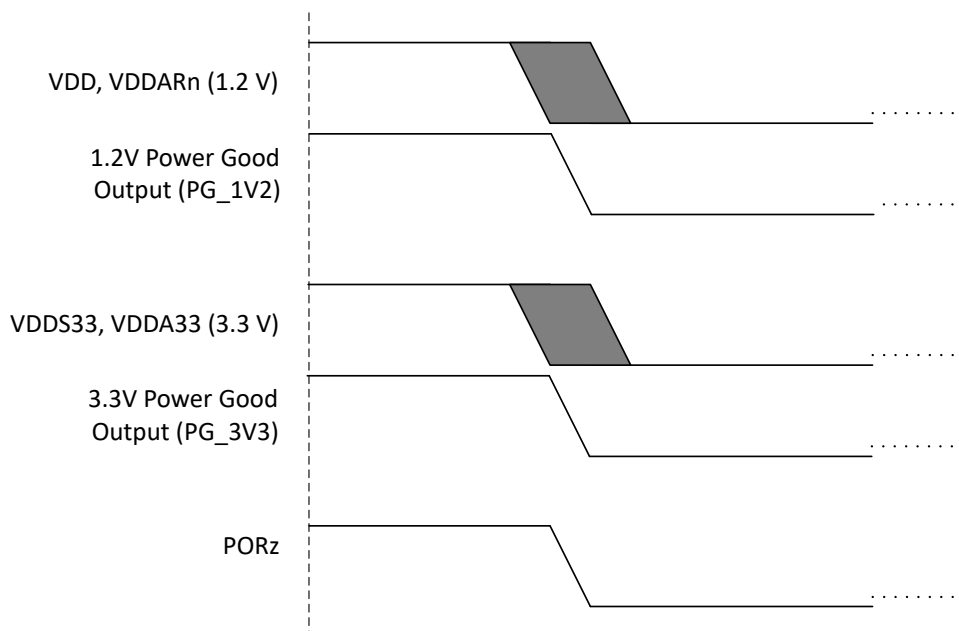 VDD, VDDARn (1.2 V)
1.2V Power Good
Output (PG_1V2)
VDDS33, VDDA33 (3.3 V)
3.3V Power Good
Output (PG_3V3)
PORz